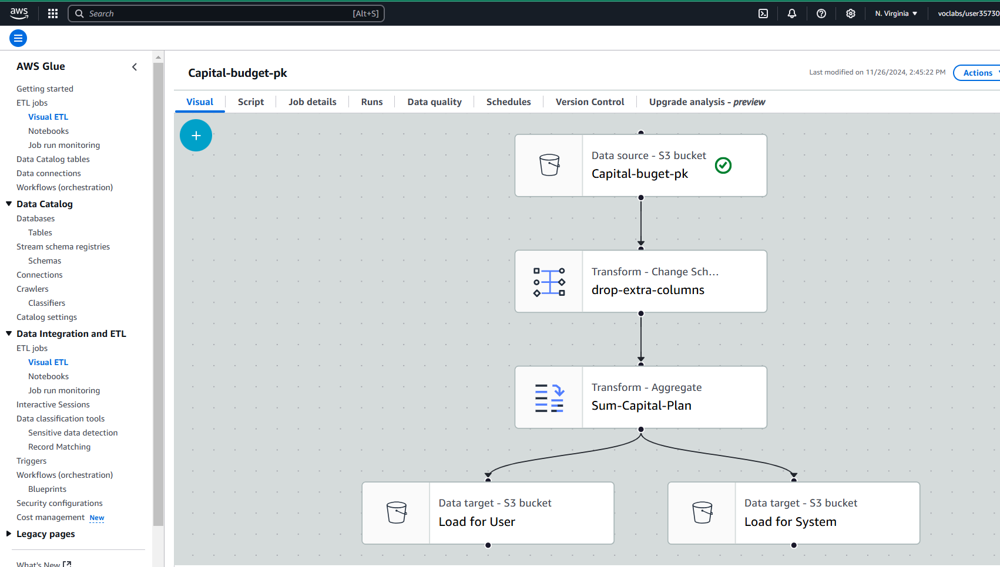 aws
Search
[Alt+S]
N. Virginia
voclabs/user35730
AWS Glue
Getting started
ETL jobs
Visual ETL
Notebooks
Job run monitoring
Data Catalog tables
Data connections
Workflows (orchestration)
Data Catalog
Databases
Tables
Stream schema registries
Schemas
Connections
Crawlers
Classifiers
Catalog settings
Data Integration and ETL
ETL jobs
Visual ETL
Notebooks
Job run monitoring
Interactive Sessions
Data classification tools
Sensitive data detection
Record Matching
Triggers
Workflows (orchestration)
Blueprints
Security configurations
Cost management New
Legacy pages
What's New
Capital-budget-pk
Last modified on 11/26/2024, 2:45:22 PM
Actions
Visual
Script
Job details
Runs
Data quality
Schedules
Version Control
Upgrade analysis - preview
Data source - S3 bucket
Capital-buget-pk
Transform - Change Sch...
drop-extra-columns
Transform - Aggregate
Sum-Capital-Plan
Data target - S3 bucket
Load for User
Data target - S3 bucket
Load for System